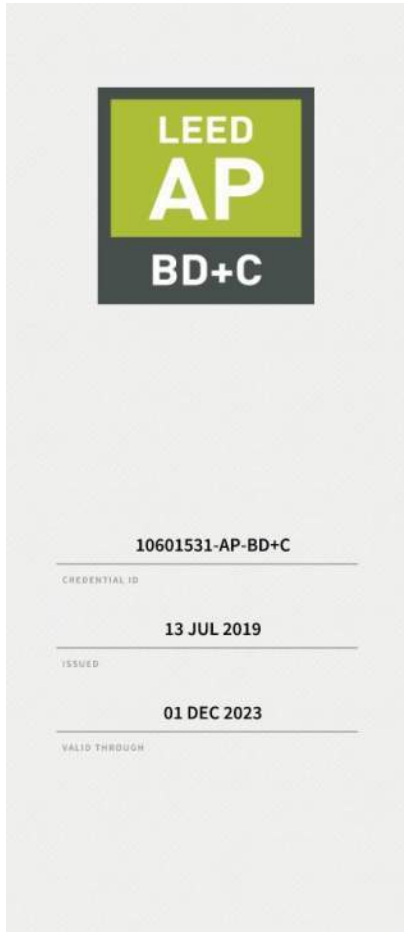 LEED
AP
BD+C
10601531-AP-BD+C
CREDENTIAL ID
13 JUL 2019
ISSUED
01 DEC 2023
VALID THROUGH